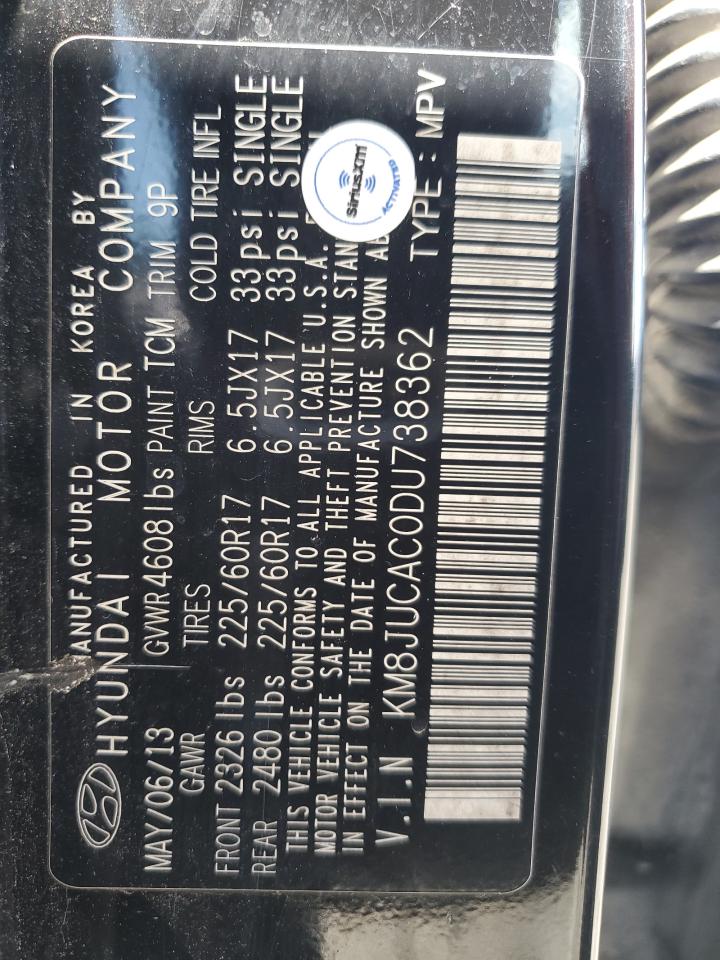 MANUFACTURED IN KOREA BY
HYUNDAI MOTOR COMPANY
MAY/06/13 GVWR 4608 lbs PAINT TCM TRIM 9P
GAWR TIRES RIMS COLD TIRE INFL
FRONT 2326 lbs 225/60R17 6.5JX17 33psi SINGLE
REAR 2480 lbs 225/60R17 6.5JX17 33psi SINGLE
THIS VEHICLE CONFORMS TO ALL APPLICABLE U.S.A.
MOTOR VEHICLE SAFETY AND THEFT PREVENTION
IN EFFECT ON THE DATE OF MANUFACTURE SHOWN
V.I.N KM8JUCAC0DU738362 TYPE : MPV
SiriusXM
ACTIVATED